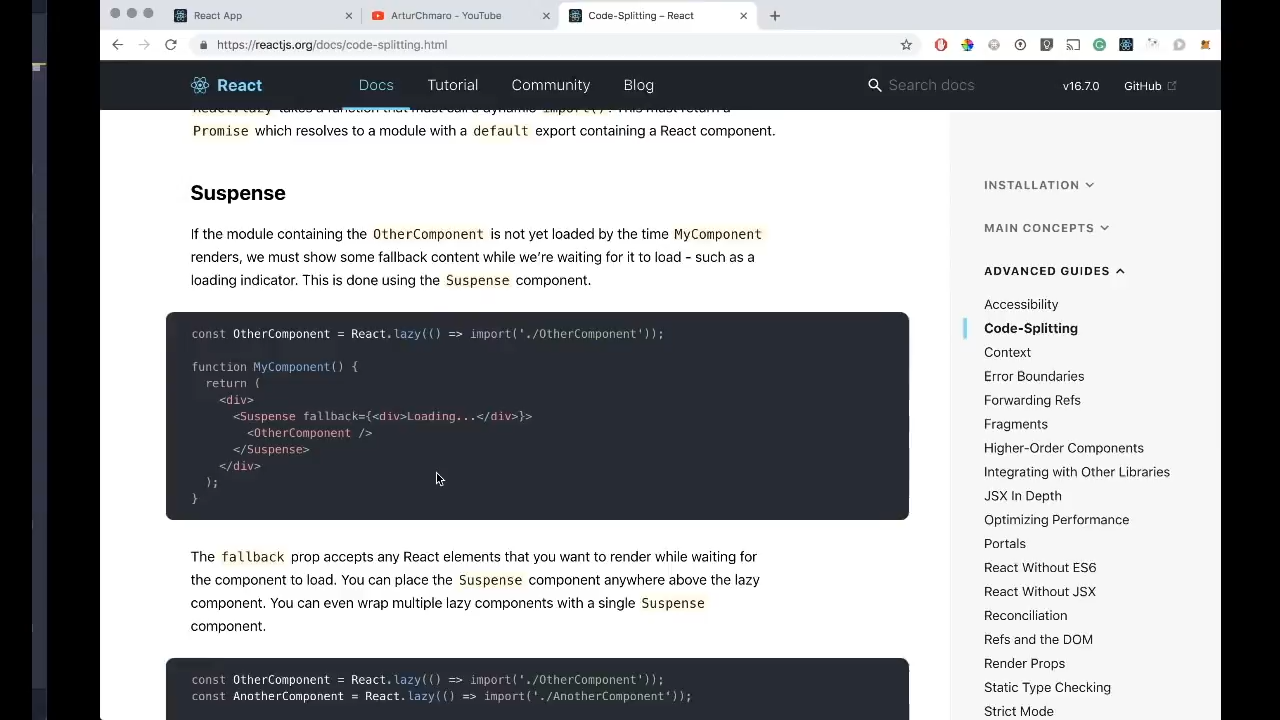 React App
ArturChmaro - YouTube
Code-Splitting – React
https://reactjs.org/docs/code-splitting.html
React
Docs
Tutorial
Community
Blog
Search docs
v16.7.0
GitHub
React.lazy takes a function that must call a dynamic import(). This must return a
Promise which resolves to a module with a default export containing a React component.
Suspense
If the module containing the OtherComponent is not yet loaded by the time MyComponent
renders, we must show some fallback content while we’re waiting for it to load - such as a
loading indicator. This is done using the Suspense component.
const OtherComponent = React.lazy(() => import('./OtherComponent'));
function MyComponent() {
return (
<div>
<Suspense fallback={<div>Loading...</div>}>
<OtherComponent />
</Suspense>
</div>
);
}
The fallback prop accepts any React elements that you want to render while waiting for
the component to load. You can place the Suspense component anywhere above the lazy
component. You can even wrap multiple lazy components with a single Suspense
component.
const OtherComponent = React.lazy(() => import('./OtherComponent'));
const AnotherComponent = React.lazy(() => import('./AnotherComponent'));
INSTALLATION
MAIN CONCEPTS
ADVANCED GUIDES
Accessibility
Code-Splitting
Context
Error Boundaries
Forwarding Refs
Fragments
Higher-Order Components
Integrating with Other Libraries
JSX In Depth
Optimizing Performance
Portals
React Without ES6
React Without JSX
Reconciliation
Refs and the DOM
Render Props
Static Type Checking
Strict Mode